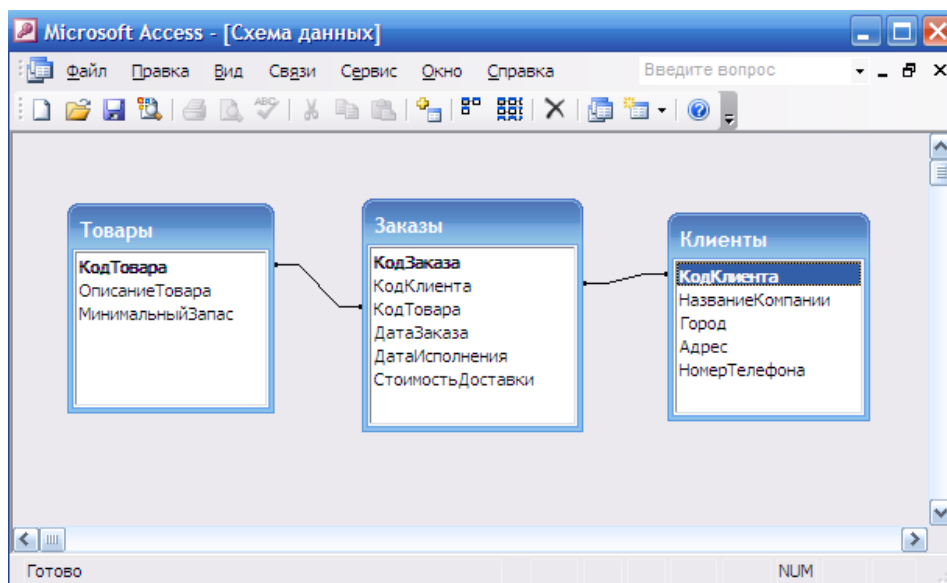 Microsoft Access - [Схема данных]
Файл Правка Вид Связи Сервис Окно Справка Введите вопрос
ABC
Товары
КодТовара
ОписаниеТовара
МинимальныйЗапас
Заказы
КодЗаказа
КодКлиента
КодТовара
ДатаЗаказа
ДатаИсполнения
СтоимостьДоставки
Клиенты
КодКлиента
НазваниеКомпании
Город
Адрес
НомерТелефона
Готово NUM